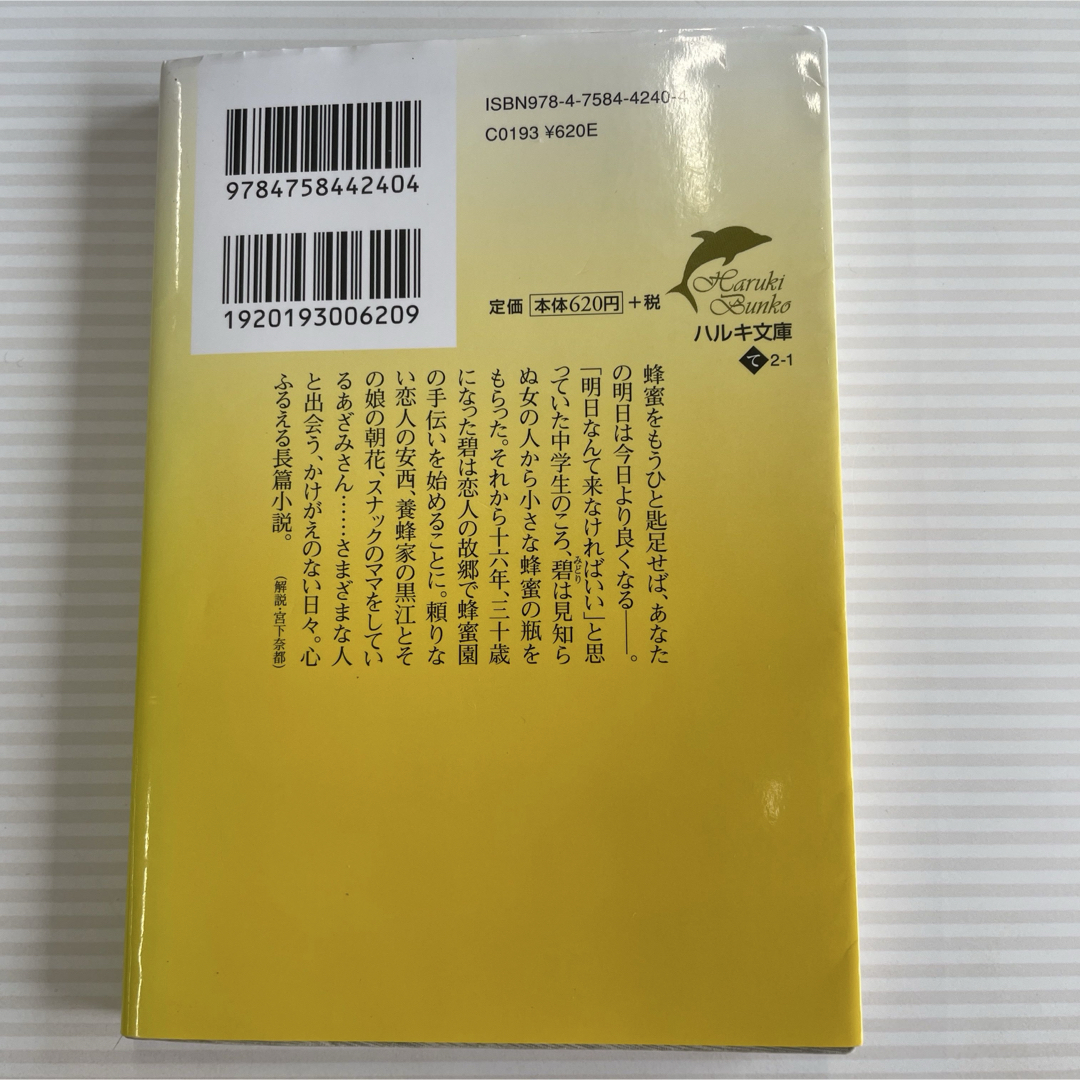 ISBN978-4-7584-4240-4
C0193 ¥620E
9784758442404
1920193006209
Haruki
Bunko
定価 本体620円 +税
ハルキ文庫
て 2-1
蜂蜜をもうひと匙足せば、あなた
の明日は今日より良くなる――。
「明日なんて来なければいい」と思
っていた中学生のころ、碧は見知ら
みどり
ぬ女の人から小さな蜂蜜の瓶を
もらった。それから十六年、三十歳
になった碧は恋人の故郷で蜂蜜園
の手伝いを始めることに。頼りな
い恋人の安西、養蜂家の黒江とそ
の娘の朝花、スナックのママをしてい
るあざみさん……さまざまな人
と出会う、かけがえのない日々。心
ふるえる長篇小説。
(解説・宮下奈都)